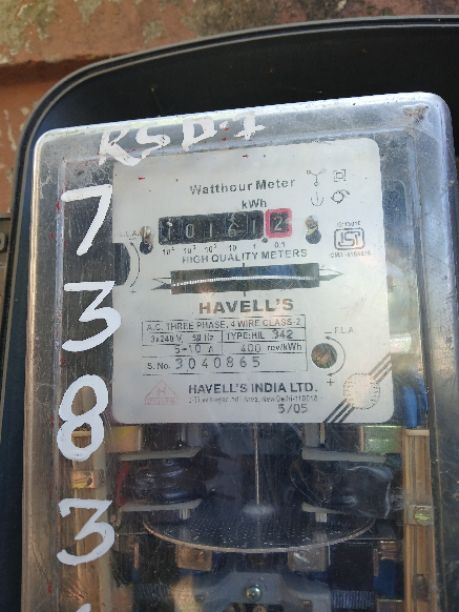 RSD-7
7
3
8
3
Watthour Meter
kWh
10⁴ 10³ 10² 10 1 0.1
HIGH QUALITY METERS
HAVELL'S
A.C. THREE PHASE, 4 WIRE CLASS-2
3x240 V, 50 Hz TYPE: HIL 342
5-10 A 400 rev/kWh
S. No. 3040865
F.L.A.
HAVELL'S INDIA LTD.
5/05